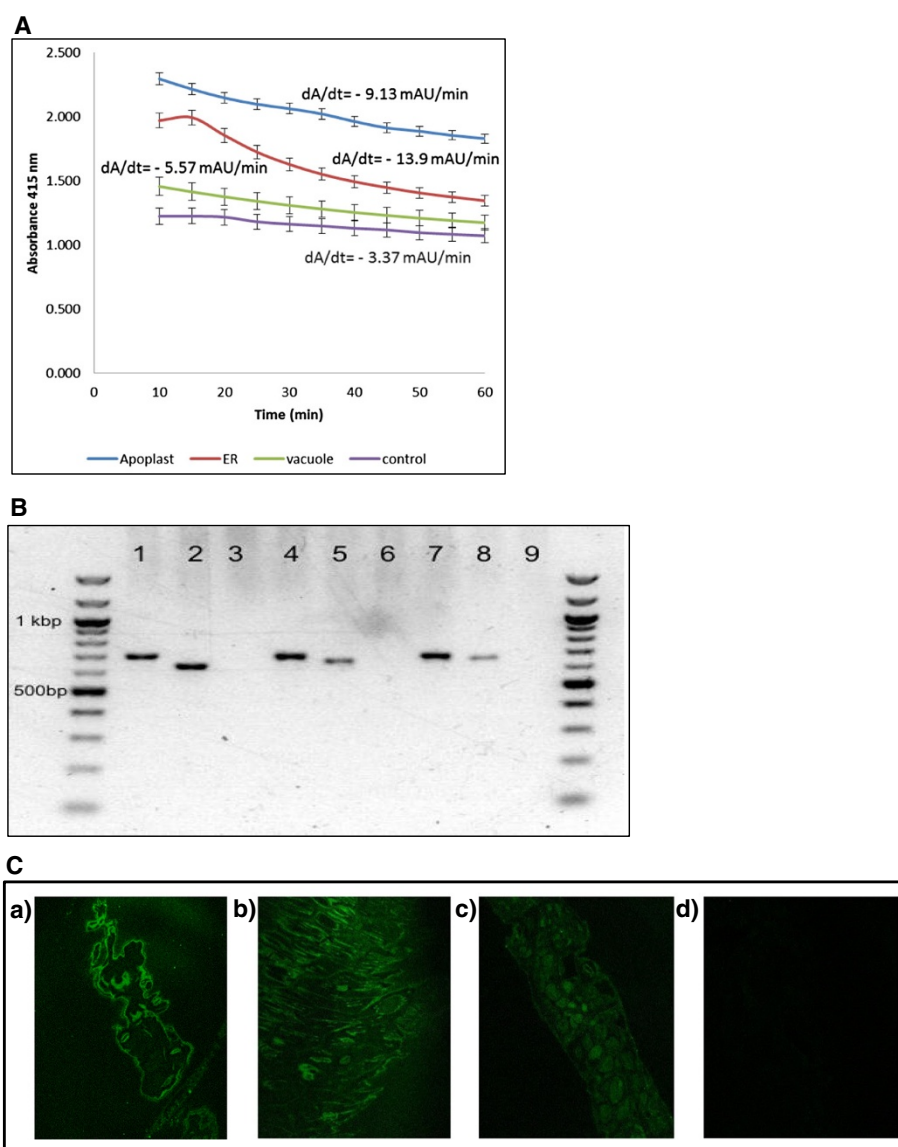 A
2.500
2.000
1.500
1.000
0.500
0.000
Absorbance 415 nm
dA/dt= - 9.13 mAU/min
dA/dt= - 13.9 mAU/min
dA/dt= - 5.57 mAU/min
dA/dt= - 3.37 mAU/min
0 10 20 30 40 50 60
Time (min)
Apoplast ER vacuole control
B
1 2 3 4 5 6 7 8 9
1 kbp
500bp
C
a) b) c) d)